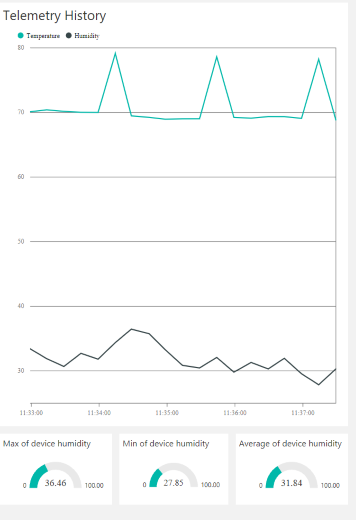 Telemetry History
Temperature Humidity
80
70
60
50
40
30
11:33:00 11:34:00 11:35:00 11:36:00 11:37:00
Max of device humidity Min of device humidity Average of device humidity
0 36.46 100.00 0 27.85 100.00 0 31.84 100.00